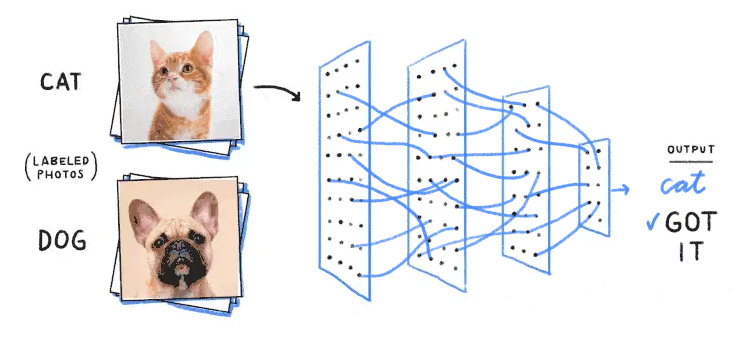 CAT
(LABELED
PHOTOS)
DOG
OUTPUT
cat
✓GOT
IT